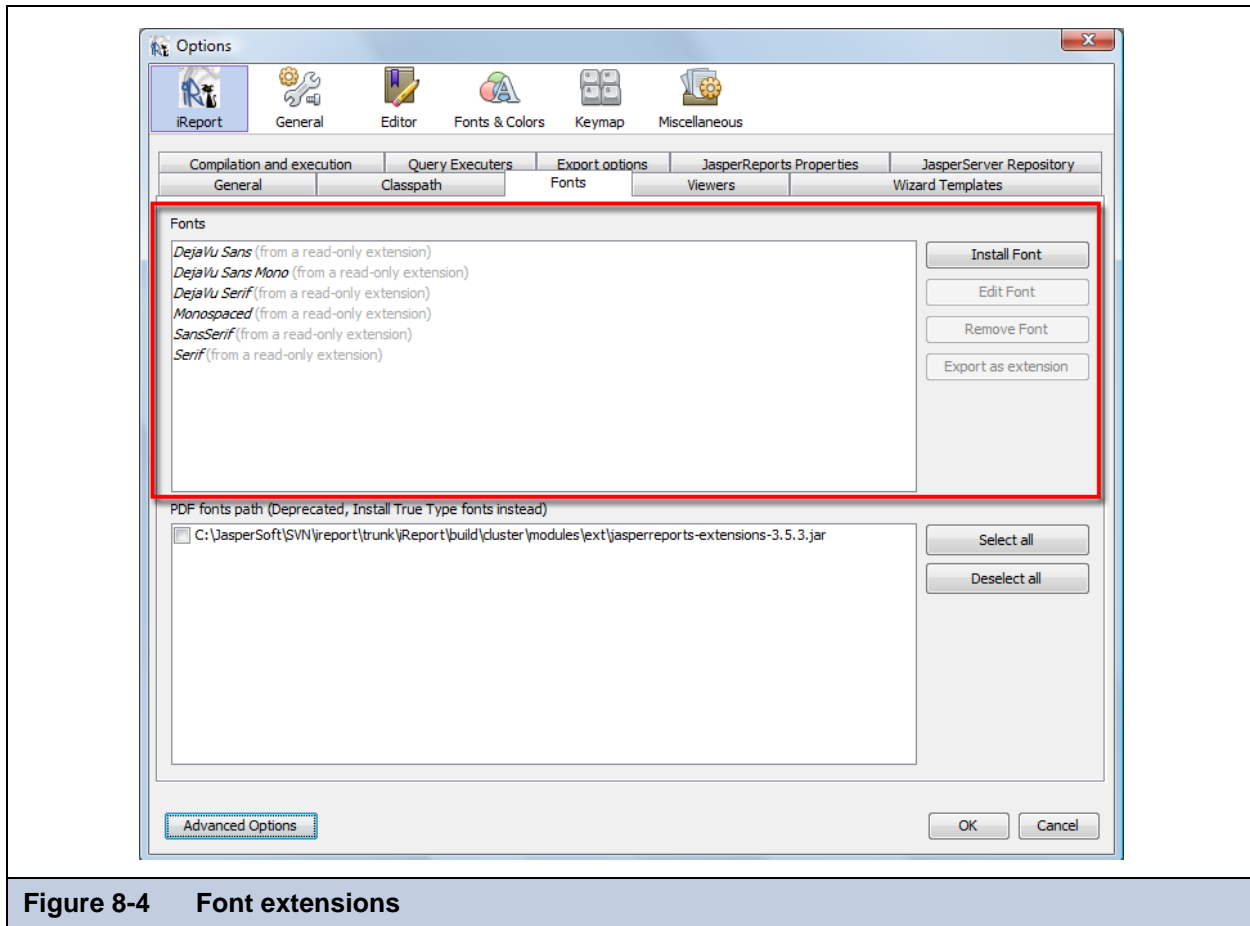 Options
iReport General Editor Fonts & Colors Keymap Miscellaneous
Compilation and execution Query Executers Export options JasperReports Properties JasperServer Repository
General Classpath Fonts Viewers Wizard Templates
Fonts
DejaVu Sans (from a read-only extension)
DejaVu Sans Mono (from a read-only extension)
DejaVu Serif (from a read-only extension)
Monospaced (from a read-only extension)
SansSerif (from a read-only extension)
Serif (from a read-only extension)
Install Font
Edit Font
Remove Font
Export as extension
PDF fonts path (Deprecated, Install True Type fonts instead)
C:\JasperSoft\SVN\ireport\trunk\iReport\build\cluster\modules\ext\jasperreports-extensions-3.5.3.jar
Select all
Deselect all
Advanced Options OK Cancel
Figure 8-4 Font extensions